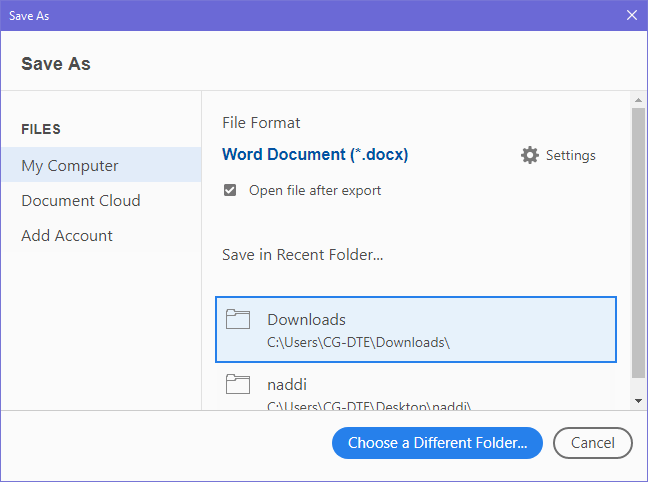 Save As
Save As
FILES
My Computer
Document Cloud
Add Account
File Format
Word Document (*.docx)
Settings
Open file after export
Save in Recent Folder...
Downloads
C:\Users\CG-DTE\Downloads\
naddi
C:\Users\CG-DTE\Desktop\naddi\
Choose a Different Folder...
Cancel